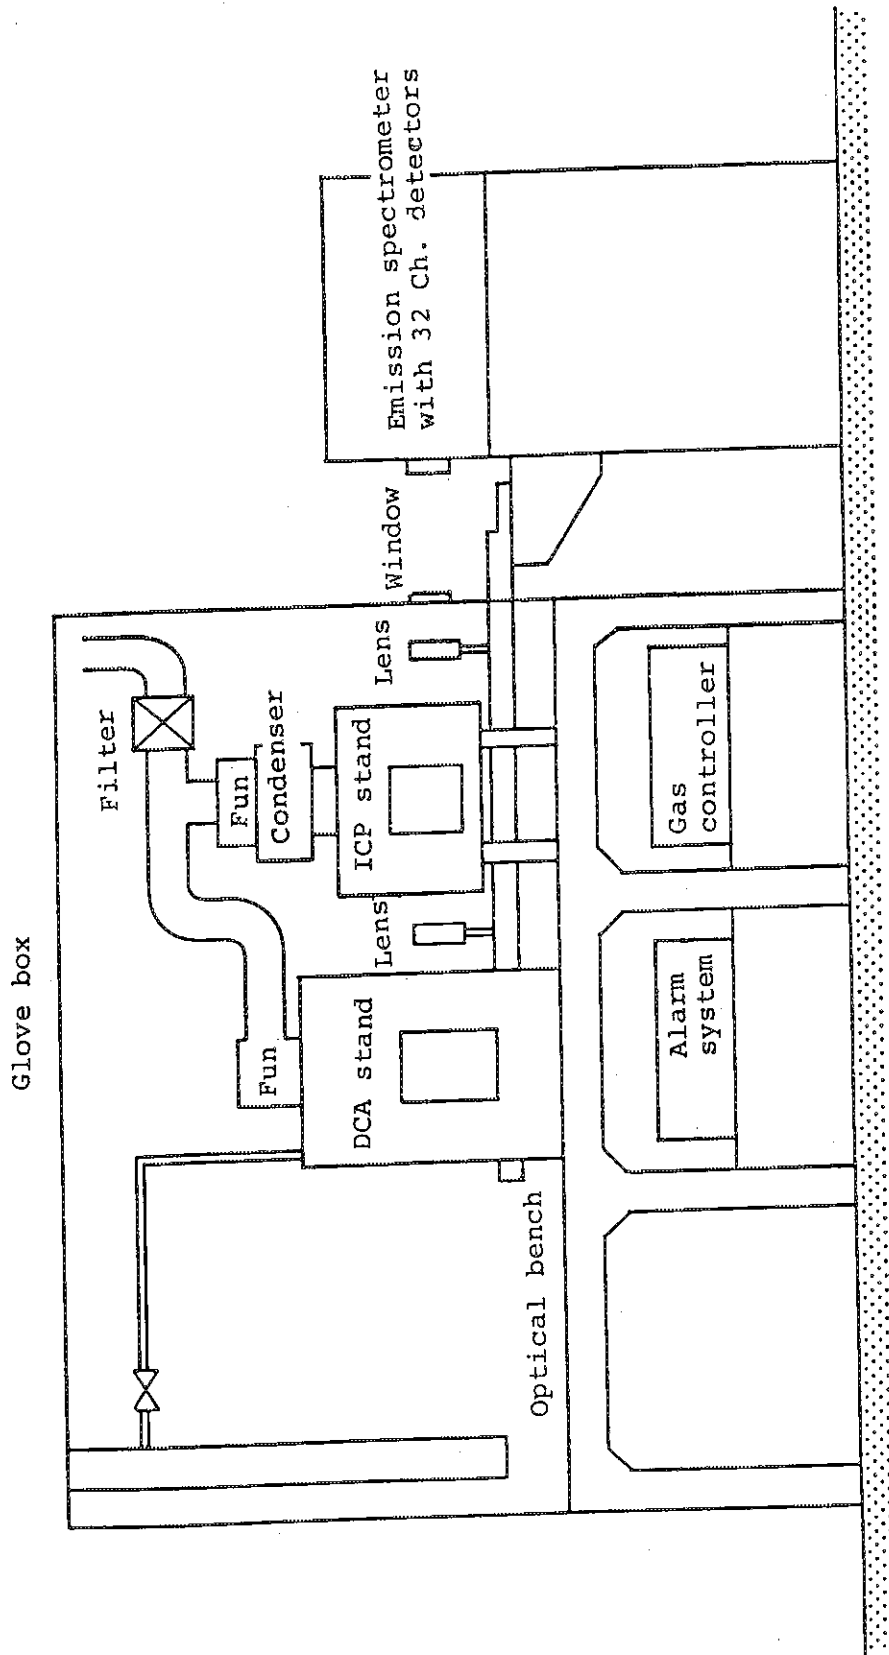 Glove box
Filter
Fun
Fun
Condenser
DCA stand
Lens
ICP stand
Lens
Window
Emission spectrometer
with 32 Ch. detectors
Optical bench
Alarm
system
Gas
controller